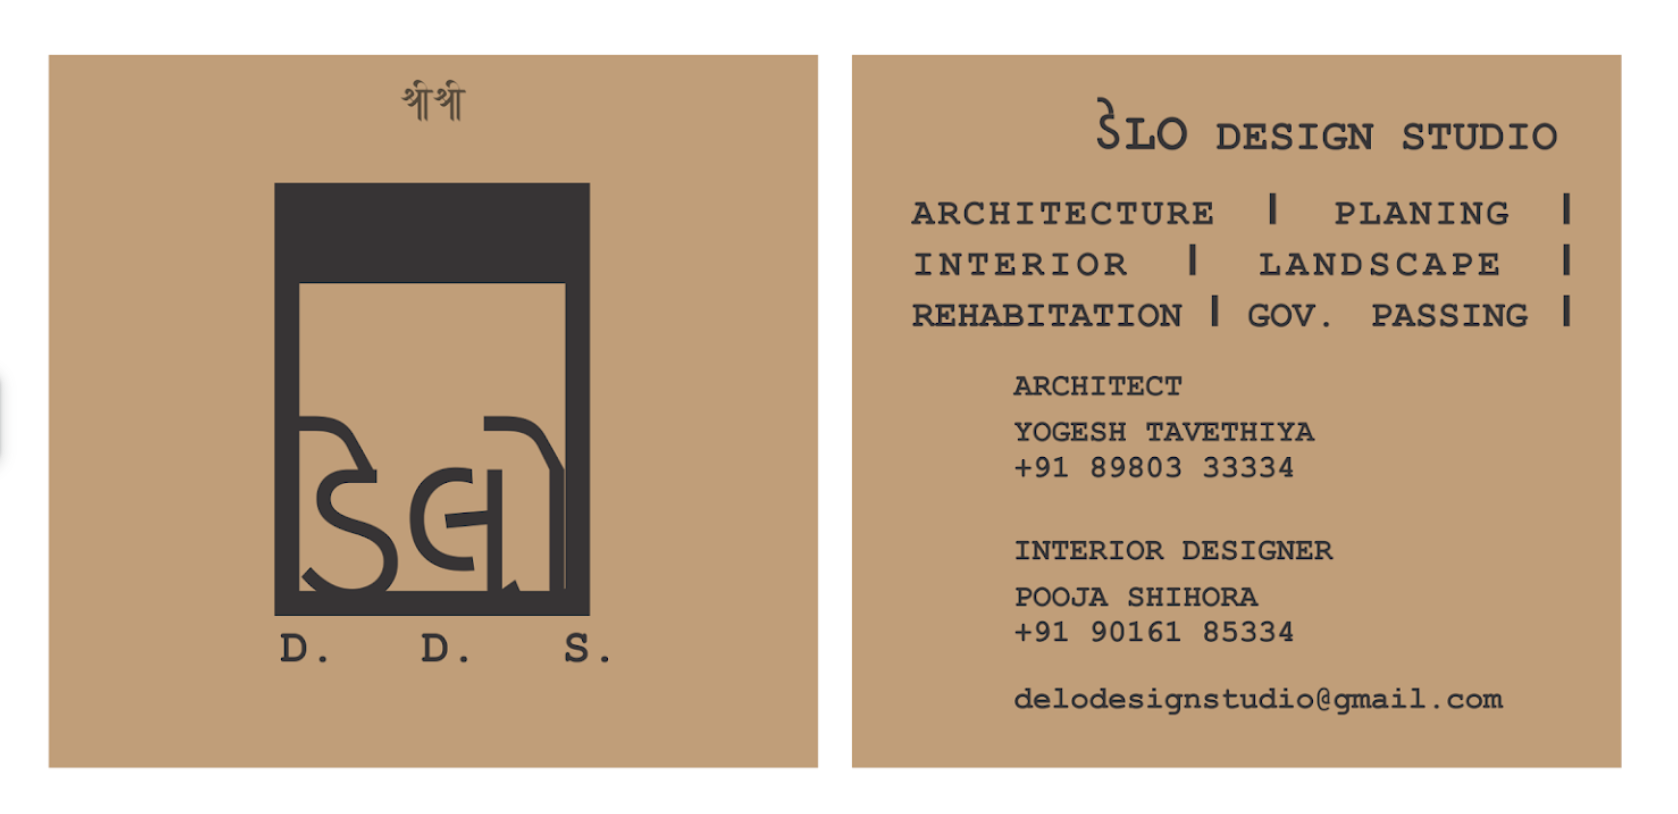 श्रीश्री
ડેલો
D. D. S.
ડેLO DESIGN STUDIO
ARCHITECTURE | PLANING |
INTERIOR | LANDSCAPE |
REHABITATION | GOV. PASSING |
ARCHITECT
YOGESH TAVETHIYA
+91 89803 33334
INTERIOR DESIGNER
POOJA SHIHORA
+91 90161 85334
delodesignstudio@gmail.com